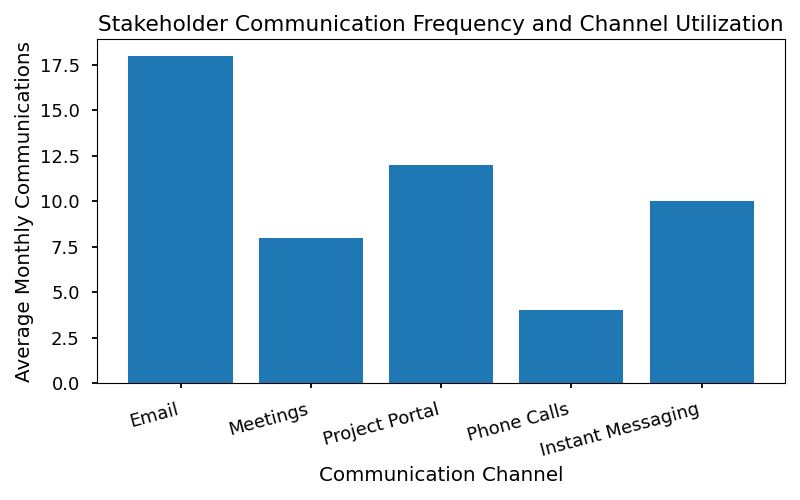 Stakeholder Communication Frequency and Channel Utilization
Average Monthly Communications
17.5
15.0
12.5
10.0
7.5
5.0
2.5
0.0
Email
Meetings
Project Portal
Phone Calls
Instant Messaging
Communication Channel